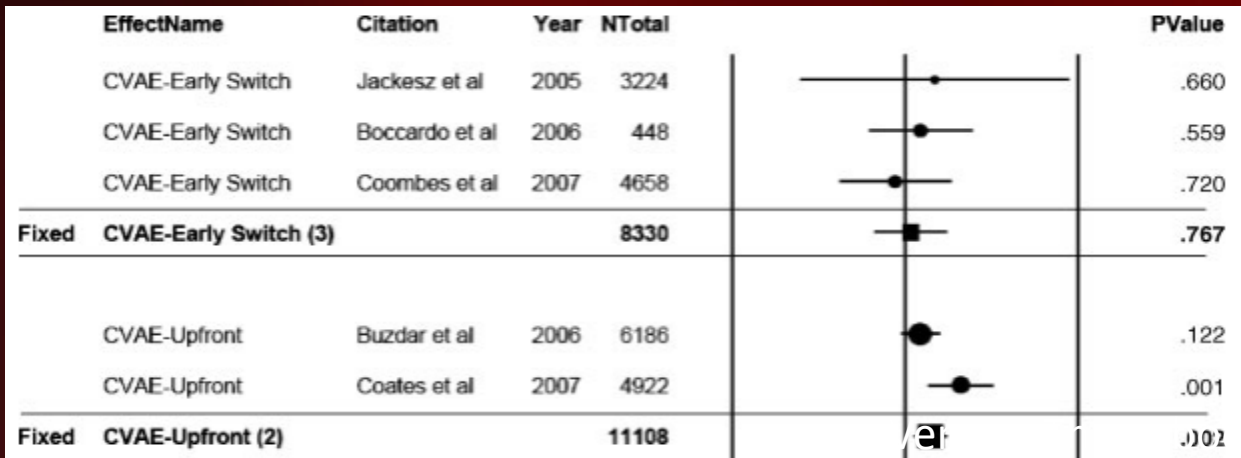 EffectName Citation Year NTotal PValue
CVAE-Early Switch Jackesz et al 2005 3224 .660
CVAE-Early Switch Boccardo et al 2006 448 .559
CVAE-Early Switch Coombes et al 2007 4658 .720
Fixed CVAE-Early Switch (3) 8330 .767
CVAE-Upfront Buzdar et al 2006 6186 .122
CVAE-Upfront Coates et al 2007 4922 .001
Fixed CVAE-Upfront (2) 11108